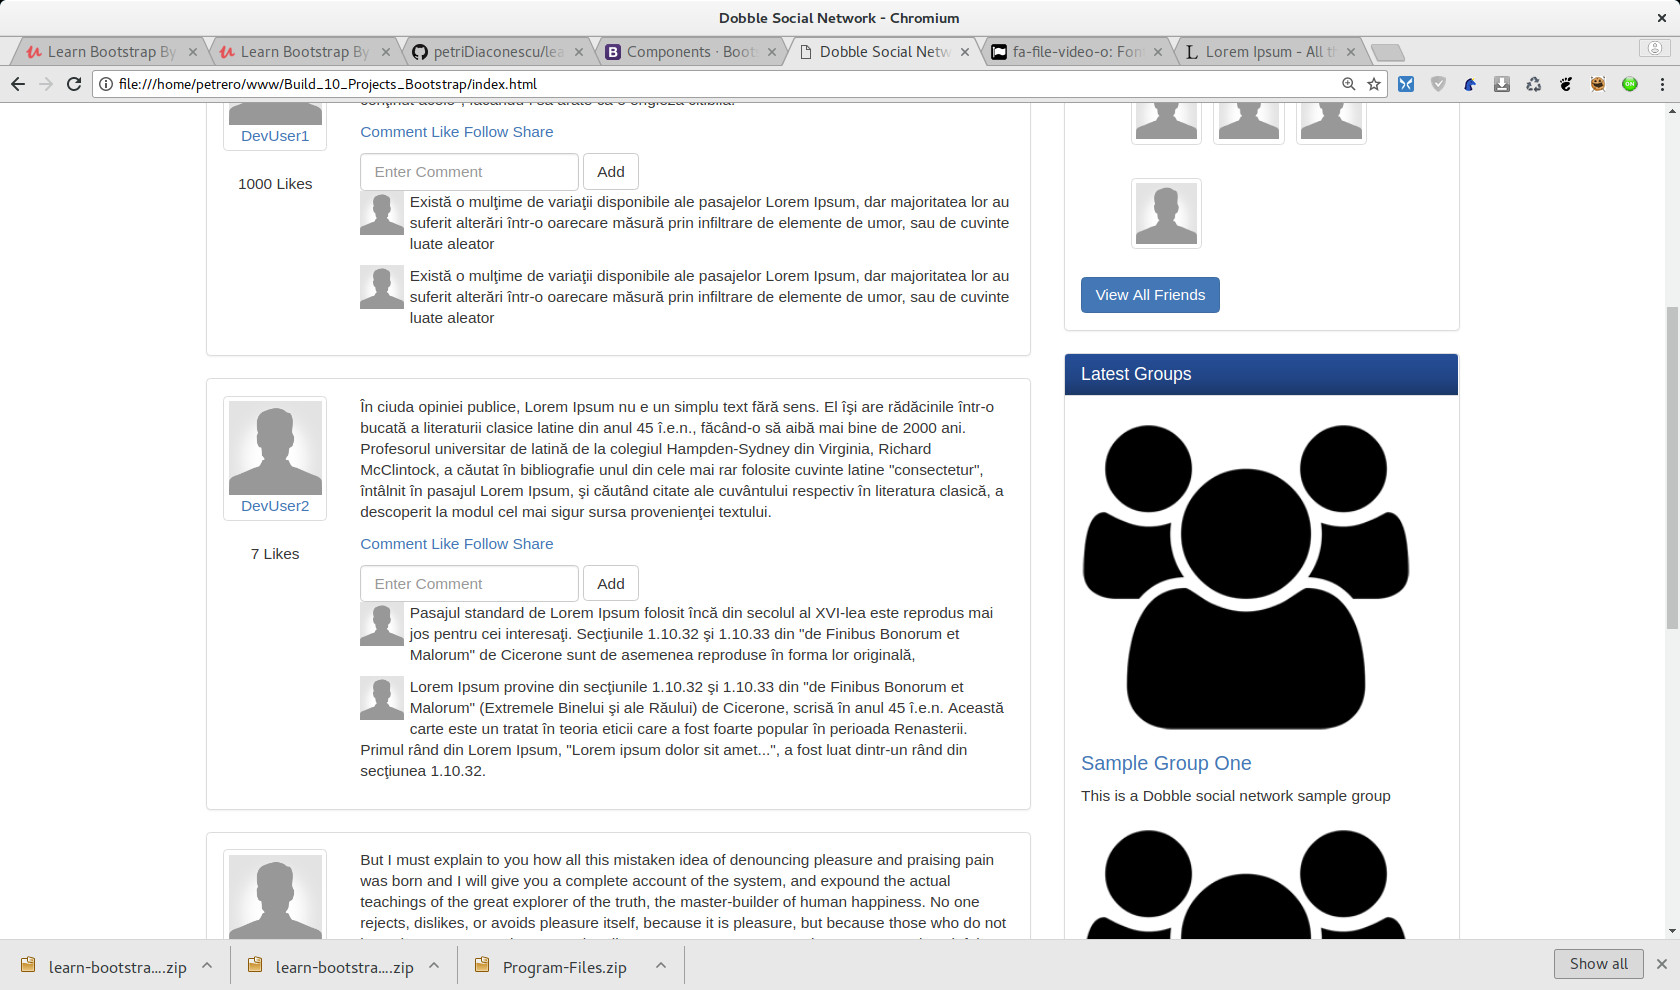 Dobble Social Network - Chromium
Learn Bootstrap By
Learn Bootstrap By
petriDiaconescu/lea
Components · Boots
Dobble Social Netw
fa-file-video-o: Fon
Lorem Ipsum - All th
file:///home/petrero/www/Build_10_Projects_Bootstrap/index.html
DevUser1
1000 Likes
Comment Like Follow Share
Enter Comment
Add
Există o mulţime de variaţii disponibile ale pasajelor Lorem Ipsum, dar majoritatea lor au
suferit alterări într-o oarecare măsură prin infiltrare de elemente de umor, sau de cuvinte
luate aleator
Există o mulţime de variaţii disponibile ale pasajelor Lorem Ipsum, dar majoritatea lor au
suferit alterări într-o oarecare măsură prin infiltrare de elemente de umor, sau de cuvinte
luate aleator
DevUser2
7 Likes
În ciuda opiniei publice, Lorem Ipsum nu e un simplu text fără sens. El îşi are rădăcinile într-o
bucată a literaturii clasice latine din anul 45 î.e.n., făcând-o să aibă mai bine de 2000 ani.
Profesorul universitar de latină de la colegiul Hampden-Sydney din Virginia, Richard
McClintock, a căutat în bibliografie unul din cele mai rar folosite cuvinte latine "consectetur",
întâlnit în pasajul Lorem Ipsum, şi căutând citate ale cuvântului respectiv în literatura clasică, a
descoperit la modul cel mai sigur sursa provenienţei textului.
Comment Like Follow Share
Enter Comment
Add
Pasajul standard de Lorem Ipsum folosit încă din secolul al XVI-lea este reprodus mai
jos pentru cei interesaţi. Secţiunile 1.10.32 şi 1.10.33 din "de Finibus Bonorum et
Malorum" de Cicerone sunt de asemenea reproduse în forma lor originală,
Lorem Ipsum provine din secţiunile 1.10.32 şi 1.10.33 din "de Finibus Bonorum et
Malorum" (Extremele Binelui şi ale Răului) de Cicerone, scrisă în anul 45 î.e.n. Această
carte este un tratat în teoria eticii care a fost foarte popular în perioada Renasterii.
Primul rând din Lorem Ipsum, "Lorem ipsum dolor sit amet...", a fost luat dintr-un rând din
secţiunea 1.10.32.
But I must explain to you how all this mistaken idea of denouncing pleasure and praising pain
was born and I will give you a complete account of the system, and expound the actual
teachings of the great explorer of the truth, the master-builder of human happiness. No one
rejects, dislikes, or avoids pleasure itself, because it is pleasure, but because those who do not
View All Friends
Latest Groups
Sample Group One
This is a Dobble social network sample group
learn-bootstra....zip
learn-bootstra....zip
Program-Files.zip
Show all